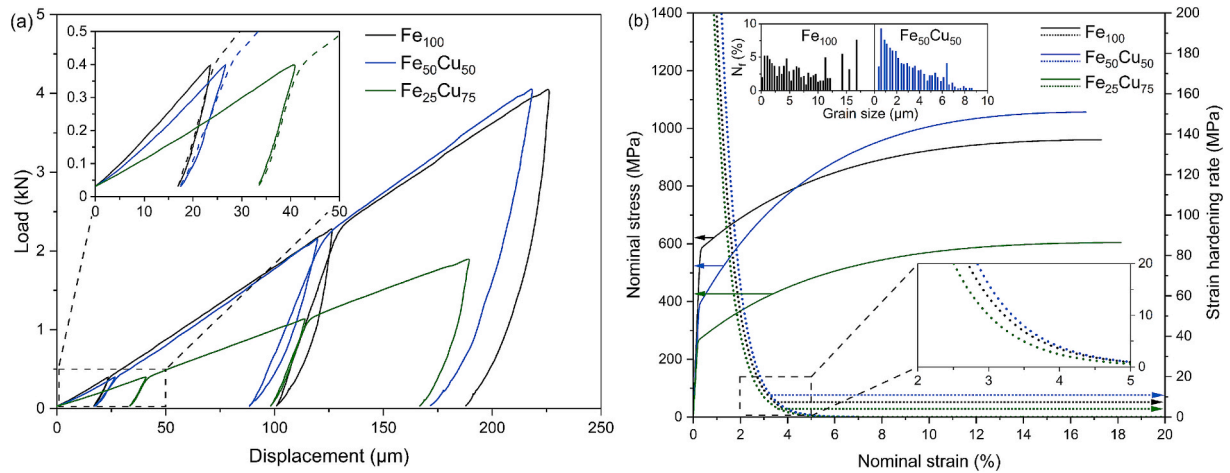 (a)
Load (kN)
5
4
3
2
1
0
0 50 100 150 200 250
Displacement (µm)
Fe100
Fe50Cu50
Fe25Cu75
0.5
0.4
0.3
0.2
0.1
0.0
0 10 20 30 40 50
(b)
Nominal stress (MPa)
1400
1200
1000
800
600
400
200
0
0 2 4 6 8 10 12 14 16 18 20
Nominal strain (%)
Strain hardening rate (MPa)
200
180
160
140
120
100
80
60
40
20
0
Nf (%)
10
5
0
Fe100
Fe50Cu50
0 5 10 15 0 2 4 6 8 10
Grain size (µm)
Fe100
Fe50Cu50
Fe25Cu75
20
10
0
2 3 4 5